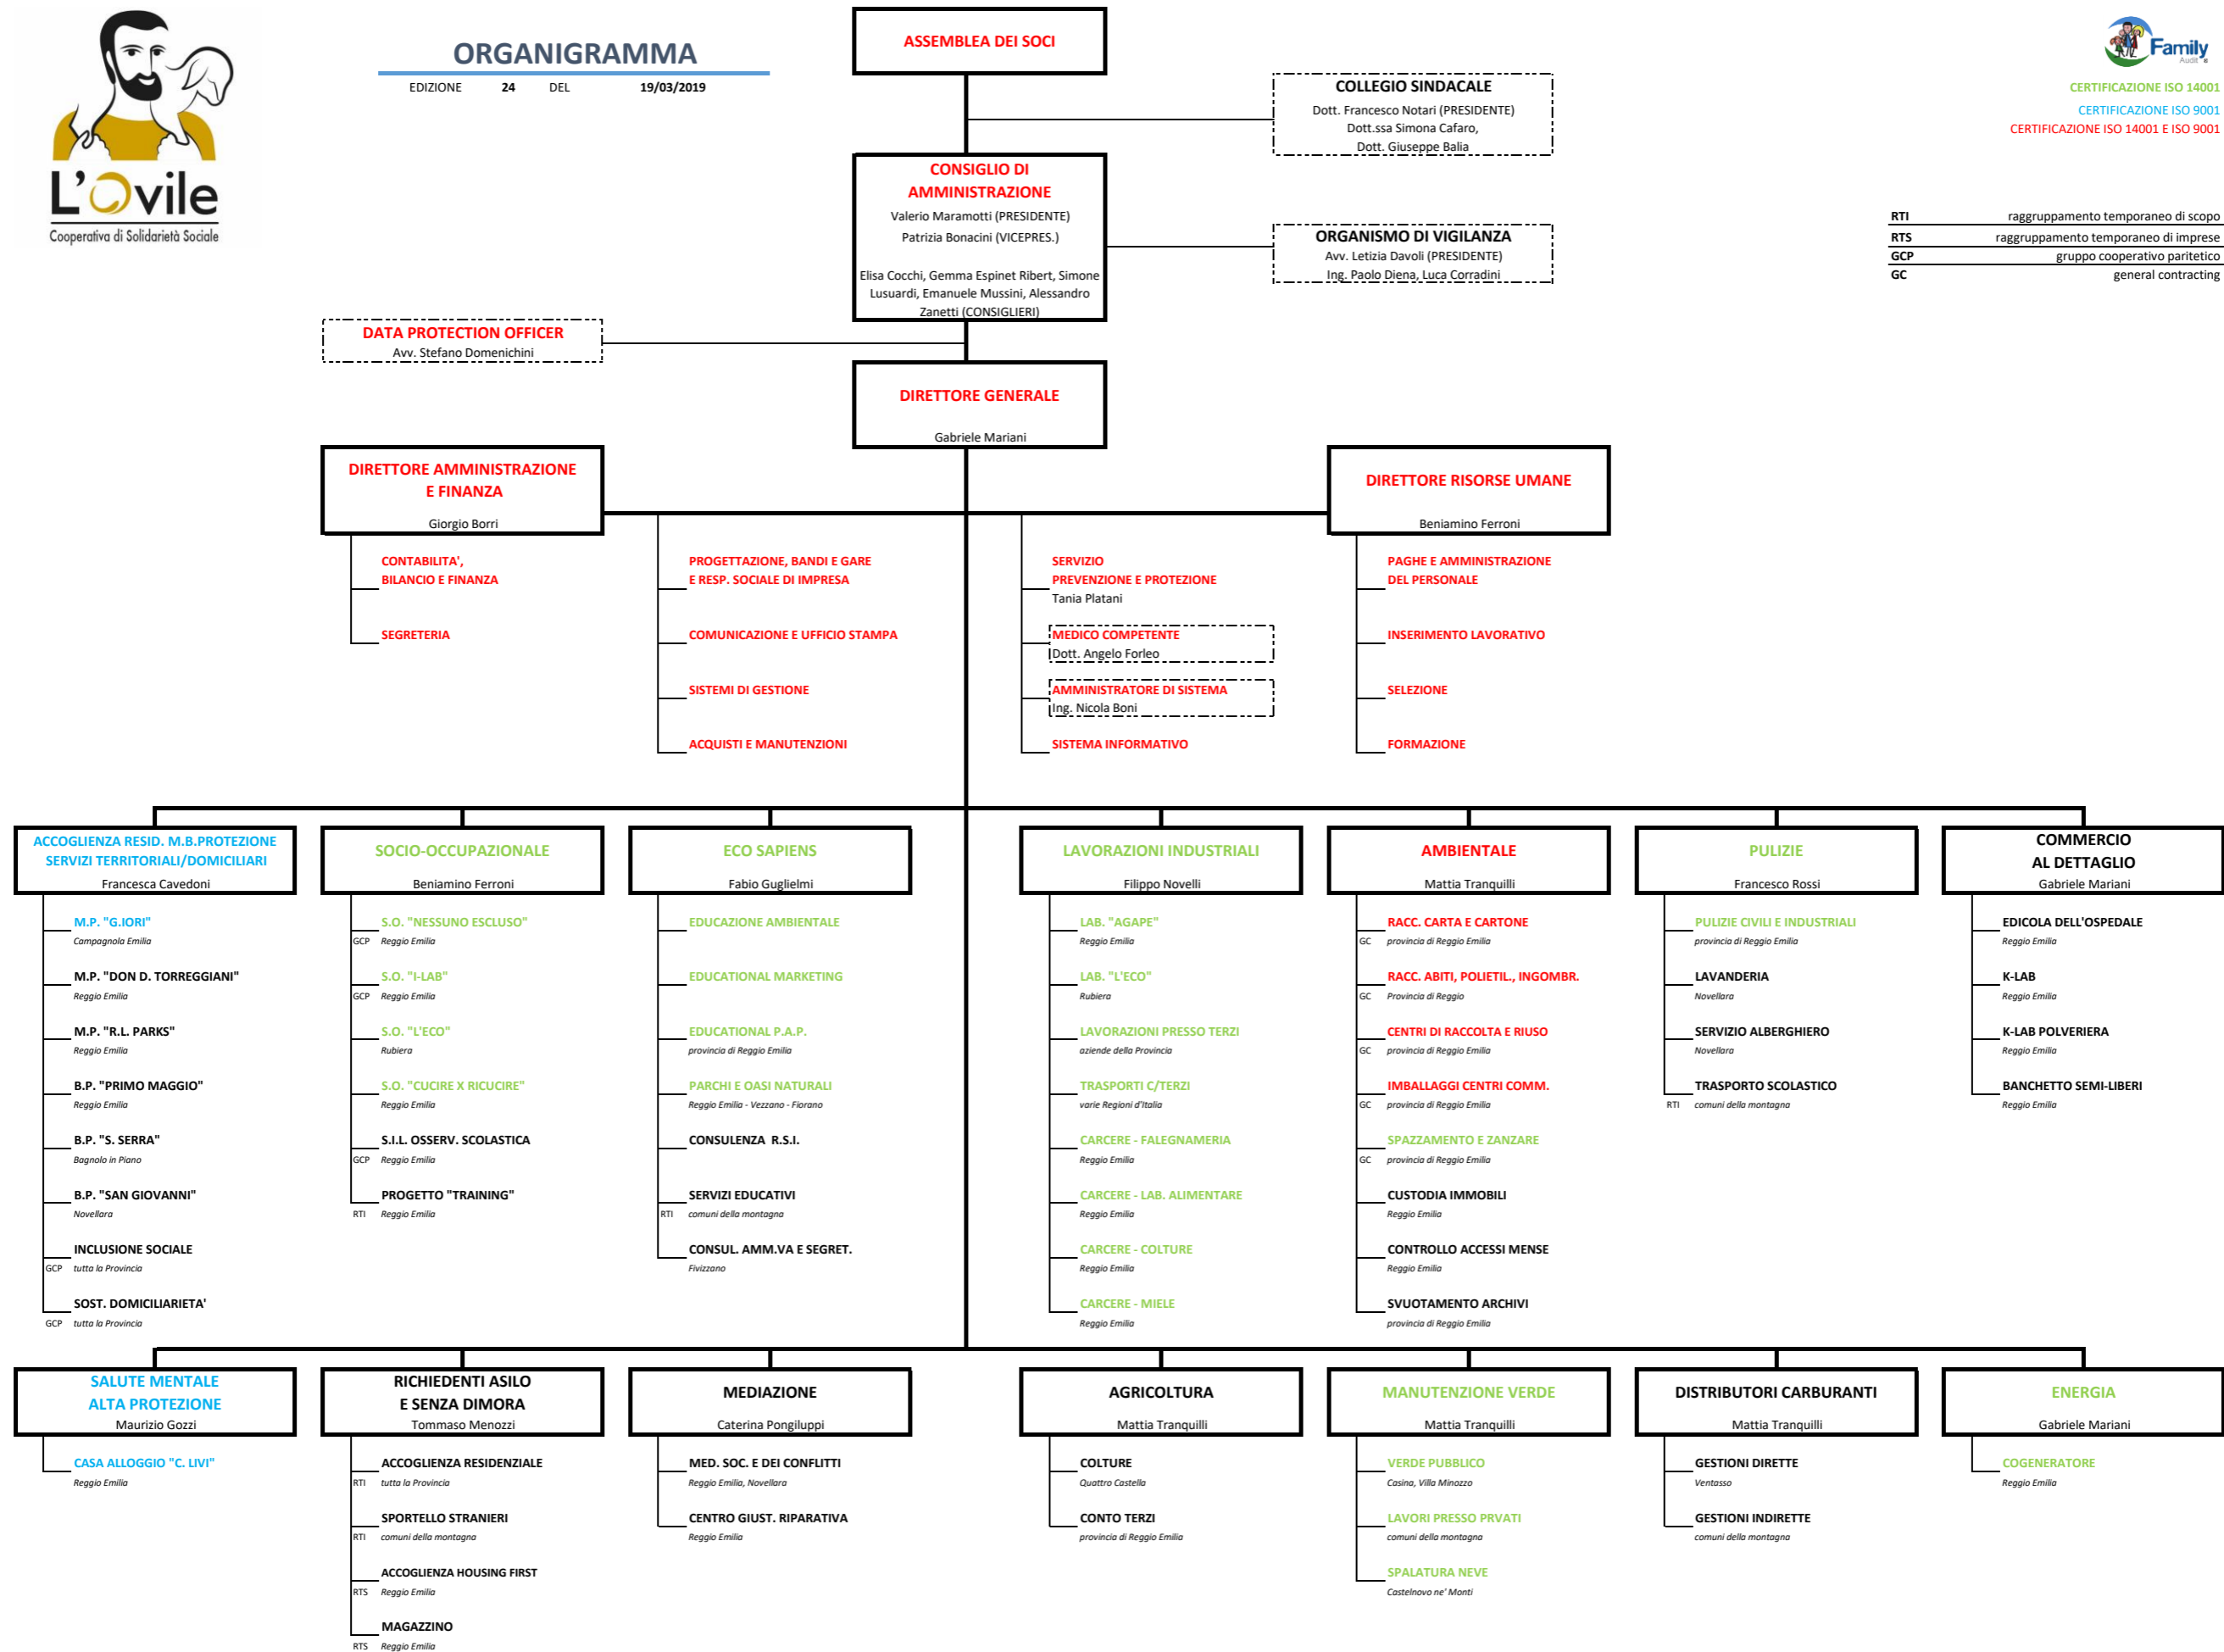 L'Ovile
Cooperativa di Solidarietà Sociale
ORGANIGRAMMA
EDIZIONE 24 DEL 19/03/2019
ASSEMBLEA DEI SOCI
Family
Audit
CERTIFICAZIONE ISO 14001
CERTIFICAZIONE ISO 9001
CERTIFICAZIONE ISO 14001 E ISO 9001
COLLEGIO SINDACALE
Dott. Francesco Notari (PRESIDENTE)
Dott.ssa Simona Cafaro,
Dott. Giuseppe Balia
CONSIGLIO DI
AMMINISTRAZIONE
Valerio Maramotti (PRESIDENTE)
Patrizia Bonacini (VICEPRES.)
Elisa Cocchi, Gemma Espinet Ribert, Simone
Lusuardi, Emanuele Mussini, Alessandro
Zanetti (CONSIGLIERI)
ORGANISMO DI VIGILANZA
Avv. Letizia Davoli (PRESIDENTE)
Ing. Paolo Diena, Luca Corradini
RTI raggruppamento temporaneo di scopo
RTS raggruppamento temporaneo di imprese
GCP gruppo cooperativo paritetico
GC general contracting
DATA PROTECTION OFFICER
Avv. Stefano Domenichini
DIRETTORE GENERALE
Gabriele Mariani
DIRETTORE AMMINISTRAZIONE
E FINANZA
Giorgio Borri
CONTABILITA',
BILANCIO E FINANZA
SEGRETERIA
PROGETTAZIONE, BANDI E GARE
E RESP. SOCIALE DI IMPRESA
COMUNICAZIONE E UFFICIO STAMPA
SISTEMI DI GESTIONE
ACQUISTI E MANUTENZIONI
SERVIZIO
PREVENZIONE E PROTEZIONE
Tania Platani
MEDICO COMPETENTE
Dott. Angelo Forleo
AMMINISTRATORE DI SISTEMA
Ing. Nicola Boni
SISTEMA INFORMATIVO
DIRETTORE RISORSE UMANE
Beniamino Ferroni
PAGHE E AMMINISTRAZIONE
DEL PERSONALE
INSERIMENTO LAVORATIVO
SELEZIONE
FORMAZIONE
ACCOGLIENZA RESID. M.B.PROTEZIONE
SERVIZI TERRITORIALI/DOMICILIARI
Francesca Cavedoni
M.P. "G.IORI"
Campagnola Emilia
M.P. "DON D. TORREGGIANI"
Reggio Emilia
M.P. "R.L. PARKS"
Reggio Emilia
B.P. "PRIMO MAGGIO"
Reggio Emilia
B.P. "S. SERRA"
Bagnolo in Piano
B.P. "SAN GIOVANNI"
Novellara
INCLUSIONE SOCIALE
GCP tutta la Provincia
SOST. DOMICILIARIETA'
GCP tutta la Provincia
SOCIO-OCCUPAZIONALE
Beniamino Ferroni
S.O. "NESSUNO ESCLUSO"
GCP Reggio Emilia
S.O. "I-LAB"
GCP Reggio Emilia
S.O. "L'ECO"
Rubiera
S.O. "CUCIRE X RICUCIRE"
Reggio Emilia
S.I.L. OSSERV. SCOLASTICA
GCP Reggio Emilia
PROGETTO "TRAINING"
RTI Reggio Emilia
ECO SAPIENS
Fabio Guglielmi
EDUCAZIONE AMBIENTALE
EDUCATIONAL MARKETING
EDUCATIONAL P.A.P.
provincia di Reggio Emilia
PARCHI E OASI NATURALI
Reggio Emilia - Vezzano - Fiorano
CONSULENZA R.S.I.
SERVIZI EDUCATIVI
RTI comuni della montagna
CONSUL. AMM.VA E SEGRET.
Fivizzano
LAVORAZIONI INDUSTRIALI
Filippo Novelli
LAB. "AGAPE"
Reggio Emilia
LAB. "L'ECO"
Rubiera
LAVORAZIONI PRESSO TERZI
aziende della Provincia
TRASPORTI C/TERZI
varie Regioni d'Italia
CARCERE - FALEGNAMERIA
Reggio Emilia
CARCERE - LAB. ALIMENTARE
Reggio Emilia
CARCERE - COLTURE
Reggio Emilia
CARCERE - MIELE
Reggio Emilia
AMBIENTALE
Mattia Tranquilli
RACC. CARTA E CARTONE
GC provincia di Reggio Emilia
RACC. ABITI, POLIETIL., INGOMBR.
GC Provincia di Reggio
CENTRI DI RACCOLTA E RIUSO
GC provincia di Reggio Emilia
IMBALLAGGI CENTRI COMM.
GC provincia di Reggio Emilia
SPAZZAMENTO E ZANZARE
GC provincia di Reggio Emilia
CUSTODIA IMMOBILI
Reggio Emilia
CONTROLLO ACCESSI MENSE
Reggio Emilia
SVUOTAMENTO ARCHIVI
provincia di Reggio Emilia
PULIZIE
Francesco Rossi
PULIZIE CIVILI E INDUSTRIALI
provincia di Reggio Emilia
LAVANDERIA
Novellara
SERVIZIO ALBERGHIERO
Novellara
TRASPORTO SCOLASTICO
RTI comuni della montagna
COMMERCIO
AL DETTAGLIO
Gabriele Mariani
EDICOLA DELL'OSPEDALE
Reggio Emilia
K-LAB
Reggio Emilia
K-LAB POLVERIERA
Reggio Emilia
BANCHETTO SEMI-LIBERI
Reggio Emilia
SALUTE MENTALE
ALTA PROTEZIONE
Maurizio Gozzi
CASA ALLOGGIO "C. LIVI"
Reggio Emilia
RICHIEDENTI ASILO
E SENZA DIMORA
Tommaso Menozzi
ACCOGLIENZA RESIDENZIALE
RTI tutta la Provincia
SPORTELLO STRANIERI
RTI comuni della montagna
ACCOGLIENZA HOUSING FIRST
RTS Reggio Emilia
MAGAZZINO
RTS Reggio Emilia
MEDIAZIONE
Caterina Pongiluppi
MED. SOC. E DEI CONFLITTI
Reggio Emilia, Novellara
CENTRO GIUST. RIPARATIVA
Reggio Emilia
AGRICOLTURA
Mattia Tranquilli
COLTURE
Quattro Castella
CONTO TERZI
provincia di Reggio Emilia
MANUTENZIONE VERDE
Mattia Tranquilli
VERDE PUBBLICO
Casina, Villa Minozzo
LAVORI PRESSO PRVATI
comuni della montagna
SPALATURA NEVE
Castelnovo ne' Monti
DISTRIBUTORI CARBURANTI
Mattia Tranquilli
GESTIONI DIRETTE
Ventasso
GESTIONI INDIRETTE
comuni della montagna
ENERGIA
Gabriele Mariani
COGENERATORE
Reggio Emilia